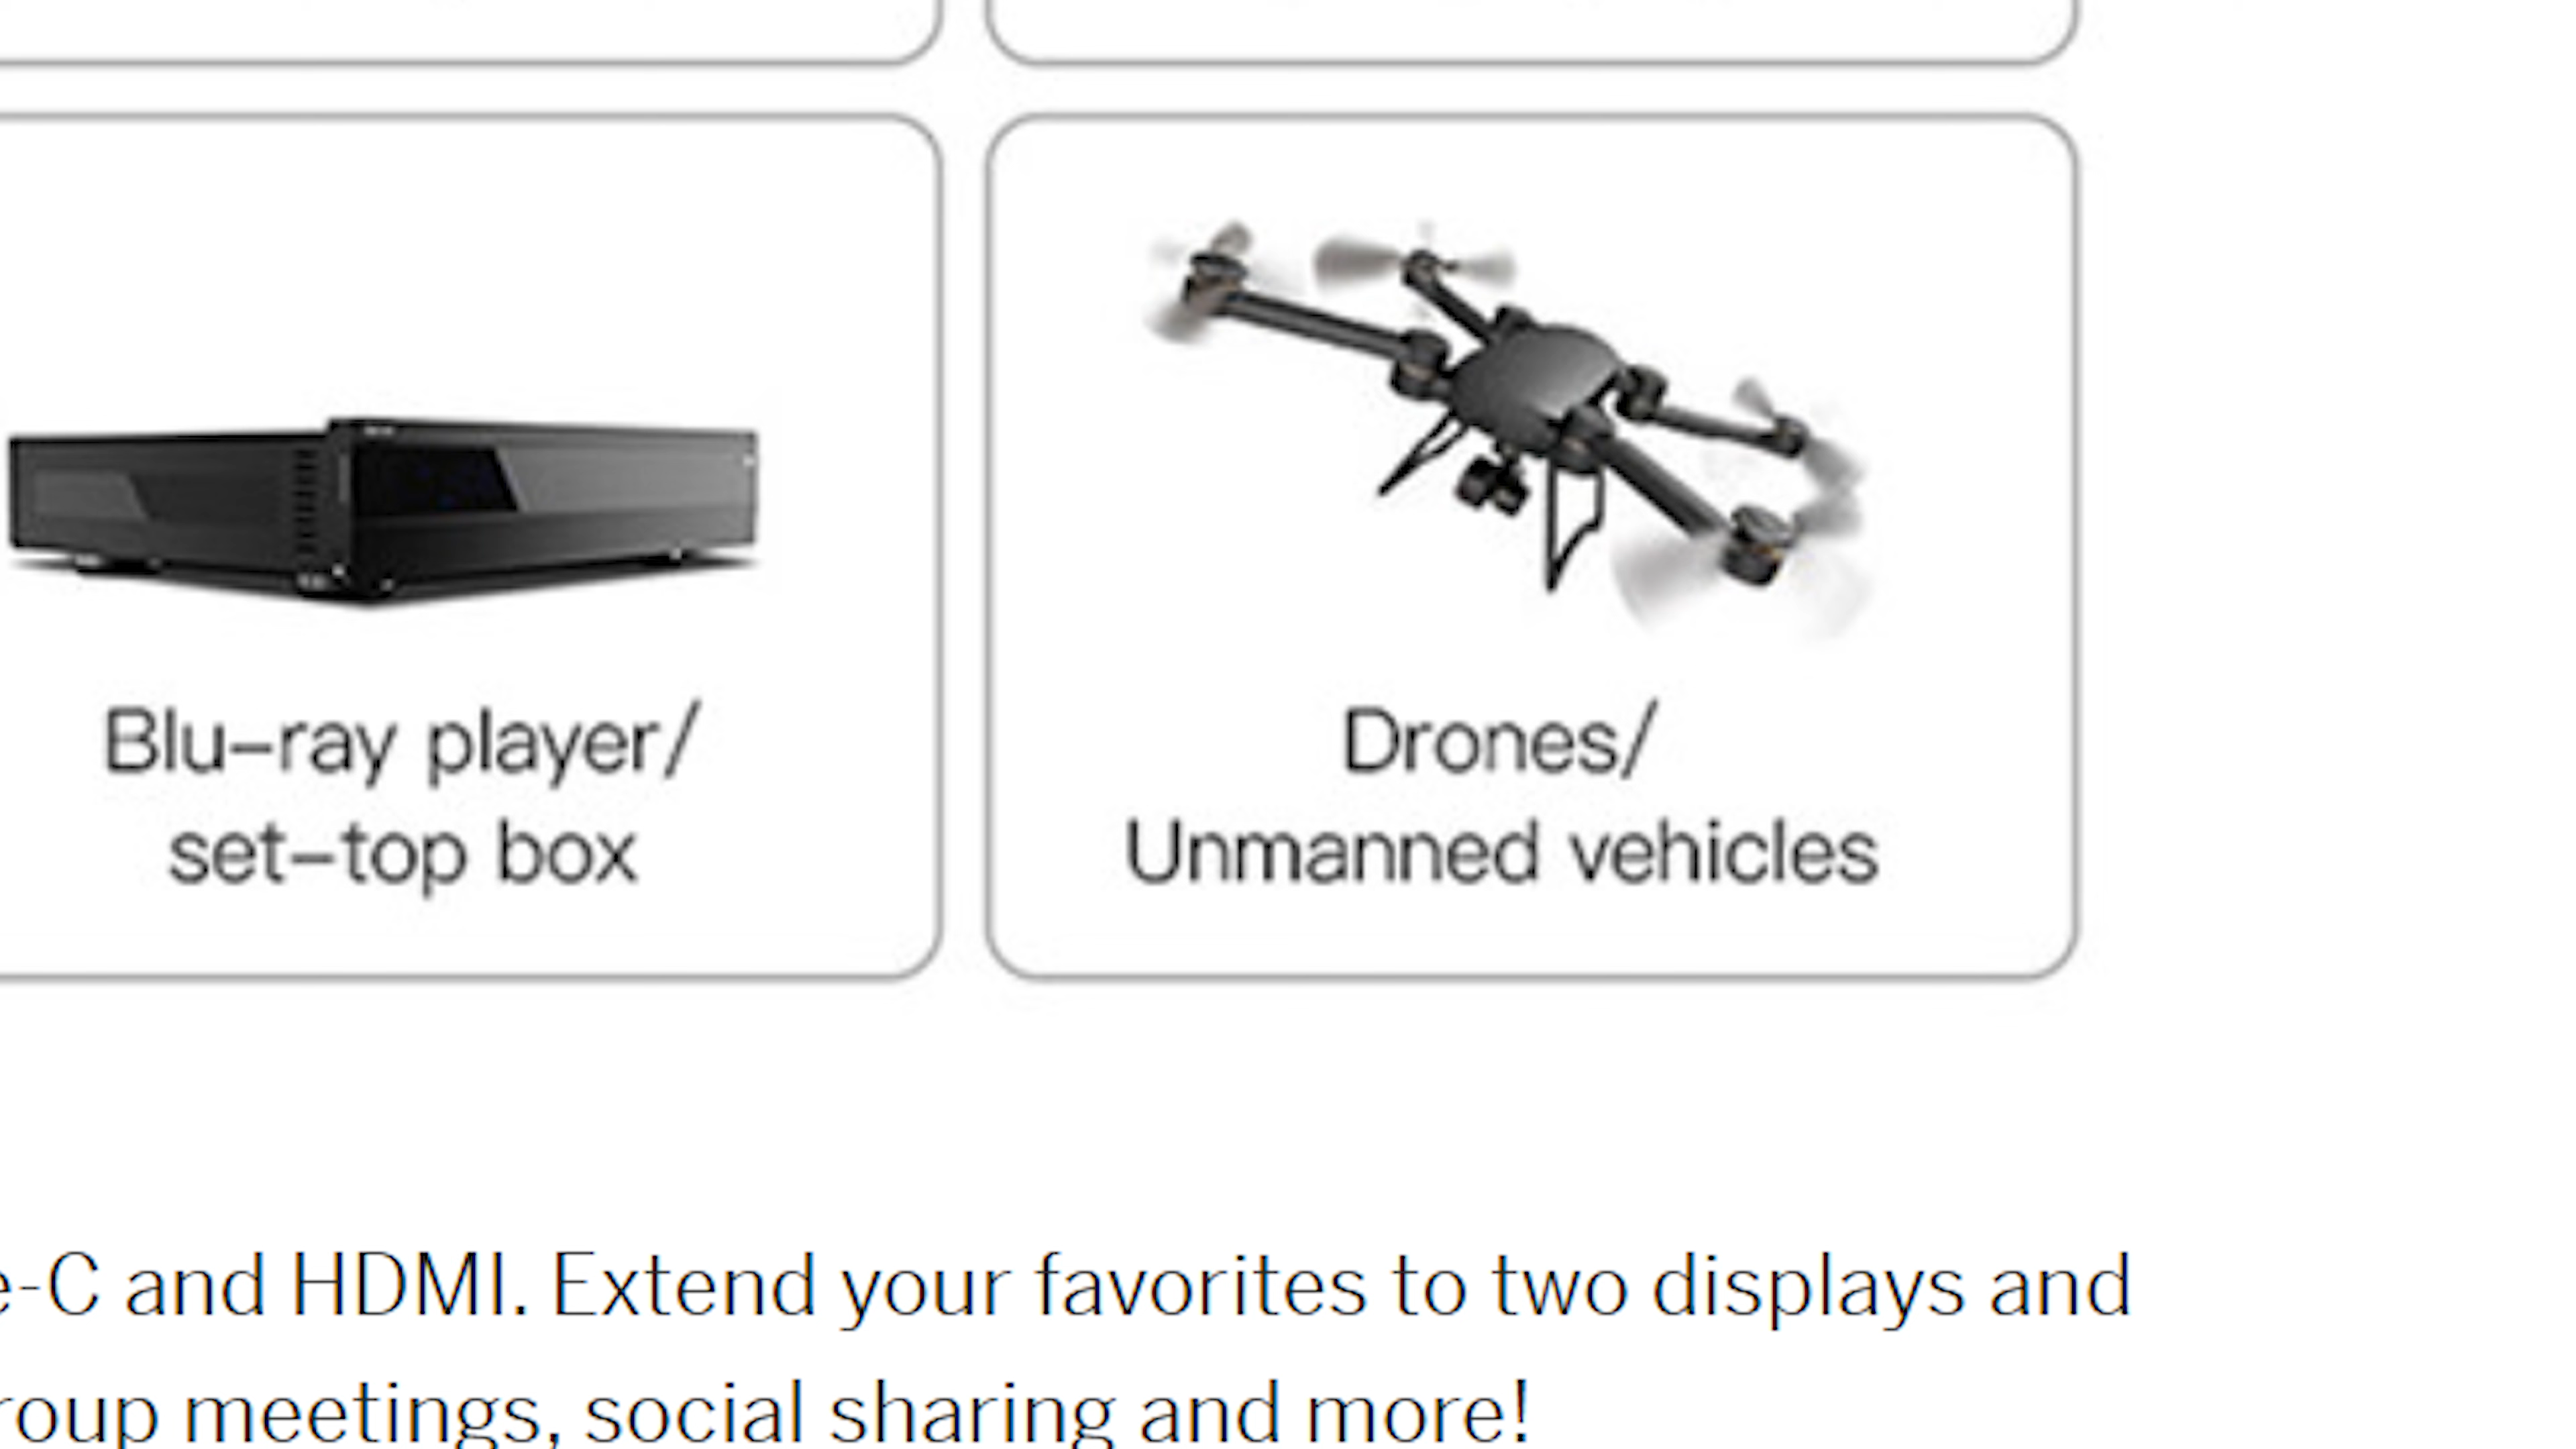 Blu-ray player/
set-top box
Drones/
Unmanned vehicles
-C and HDMI. Extend your favorites to two displays and
meetings, social sharing and more!